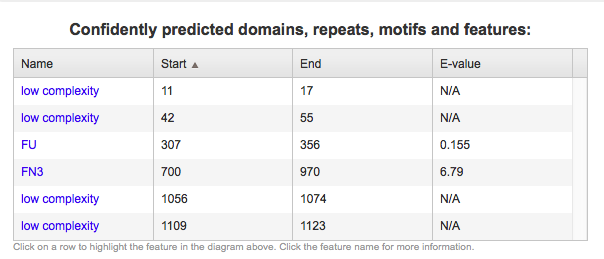 Confidently predicted domains, repeats, motifs and features:
Name Start ▲ End E-value
low complexity 11 17 N/A
low complexity 42 55 N/A
FU 307 356 0.155
FN3 700 970 6.79
low complexity 1056 1074 N/A
low complexity 1109 1123 N/A
Click on a row to highlight the feature in the diagram above. Click the feature name for more information.